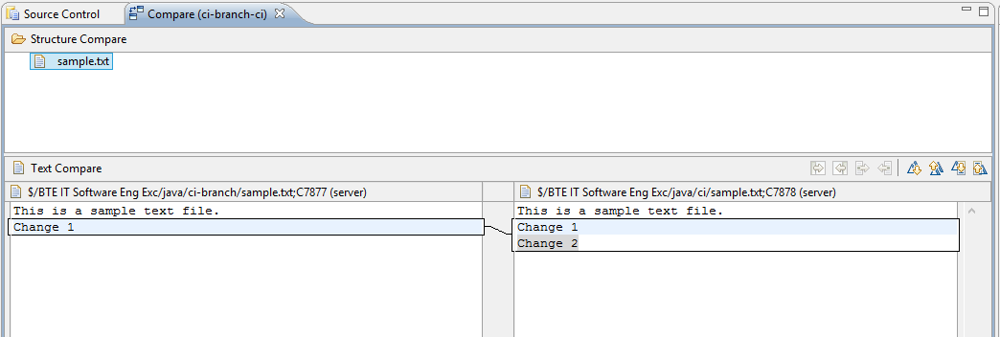 Source Control
Compare (ci-branch-ci)
Structure Compare
sample.txt
Text Compare
$/BTE IT Software Eng Exc/java/ci-branch/sample.txt;C7877 (server)
$/BTE IT Software Eng Exc/java/ci/sample.txt;C7878 (server)
This is a sample text file.
Change 1
This is a sample text file.
Change 1
Change 2